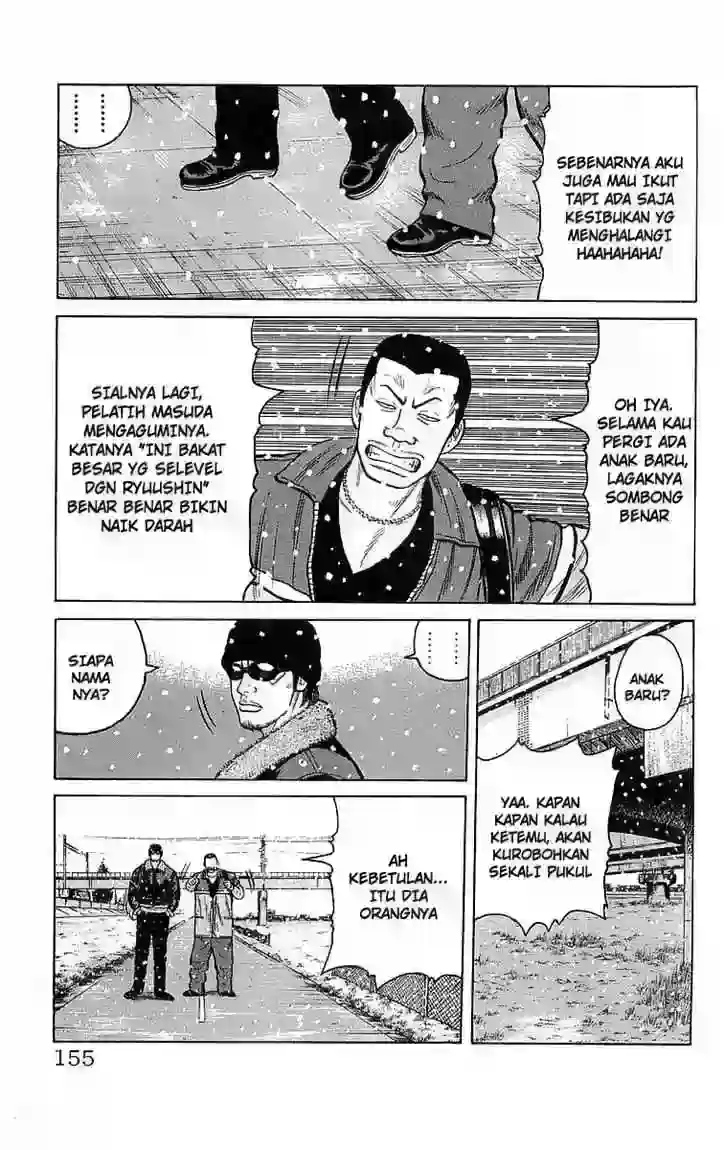 SEBENARNYA AKU
JUGA MAU IKUT
TAPI ADA SAJA
KESIBUKAN YG
MENGHALANGI
HAAHAHAHA!
OH IYA.
SELAMA KAU
PERGI ADA
ANAK BARU,
LAGAKNYA
SOMBONG
BENAR
SIALNYA LAGI,
PELATIH MASUDA
MENGAGUMINYA.
KATANYA "INI BAKAT
BESAR YG SELEVEL
DGN RYUUSHIN"
BENAR BENAR BIKIN
NAIK DARAH
ANAK
BARU?
YAA. KAPAN
KAPAN KALAU
KETEMU, AKAN
KUROBOHKAN
SEKALI PUKUL
SIAPA
NAMA
NYA?
AH
KEBETULAN...
ITU DIA
ORANGNYA
155